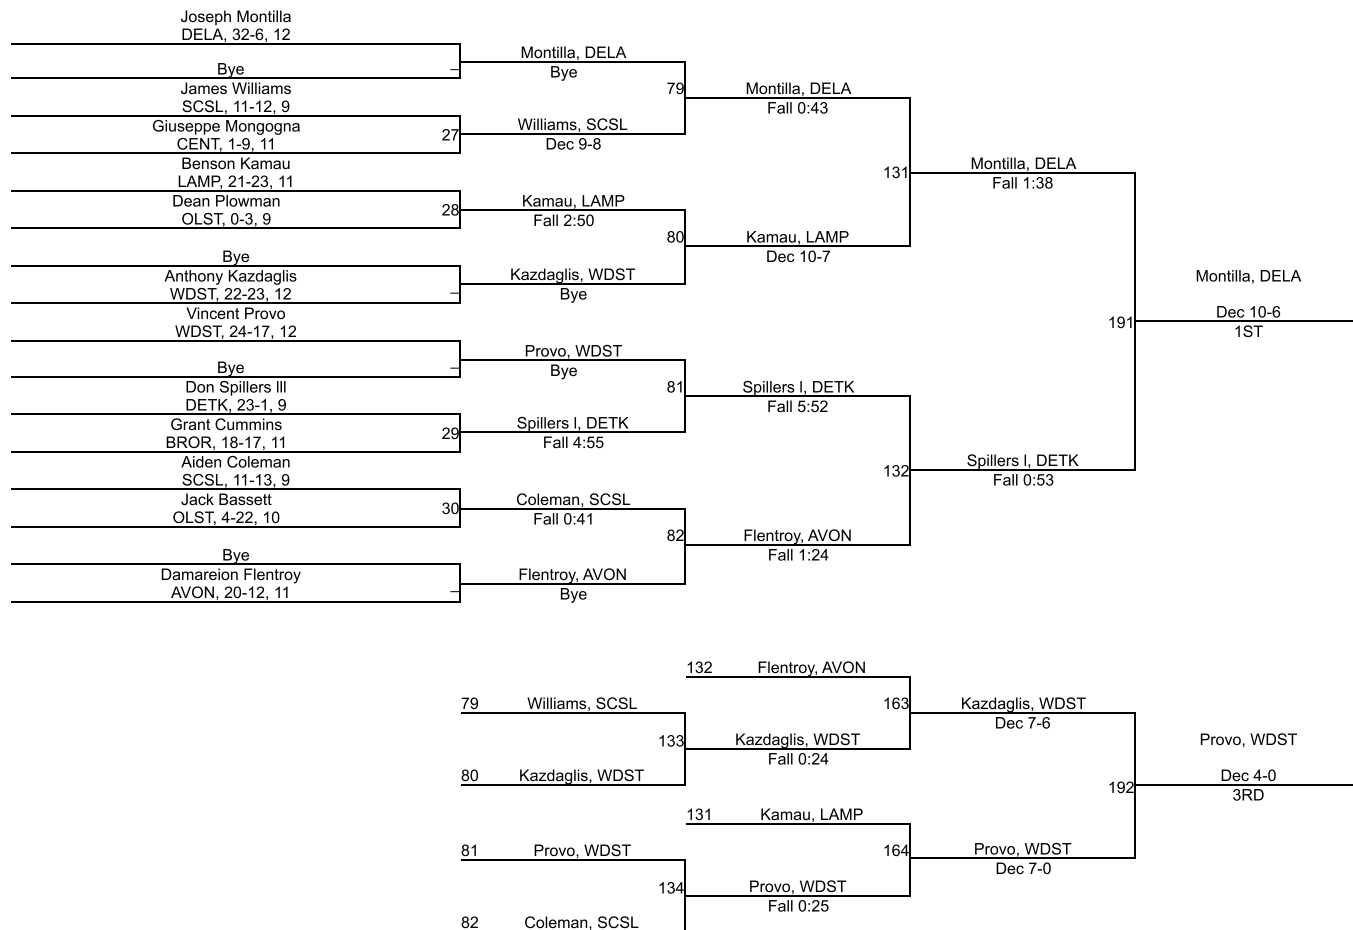 Joseph Montilla
DELA, 32-6, 12
Bye
James Williams
SCSL, 11-12, 9
Giuseppe Mongogna
CENT, 1-9, 11
Benson Kamau
LAMP, 21-23, 11
Dean Plowman
OLST, 0-3, 9
Bye
Anthony Kazdaglis
WDST, 22-23, 12
Vincent Provo
WDST, 24-17, 12
Bye
Don Spillers III
DETK, 23-1, 9
Grant Cummins
BROR, 18-17, 11
Aiden Coleman
SCSL, 11-13, 9
Jack Bassett
OLST, 4-22, 10
Bye
Damareion Flentroy
AVON, 20-12, 11
–
27
28
–
–
29
30
–
Montilla, DELA
Bye
Williams, SCSL
Dec 9-8
Kamau, LAMP
Fall 2:50
Kazdaglis, WDST
Bye
Provo, WDST
Bye
Spillers I, DETK
Fall 4:55
Coleman, SCSL
Fall 0:41
Flentroy, AVON
Bye
79
80
81
82
Montilla, DELA
Fall 0:43
Kamau, LAMP
Dec 10-7
Spillers I, DETK
Fall 5:52
Flentroy, AVON
Fall 1:24
131
132
Montilla, DELA
Fall 1:38
Spillers I, DETK
Fall 0:53
191
Montilla, DELA
Dec 10-6
1ST
79 Williams, SCSL
80 Kazdaglis, WDST
81 Provo, WDST
82 Coleman, SCSL
133
134
132 Flentroy, AVON
Kazdaglis, WDST
Fall 0:24
131 Kamau, LAMP
Provo, WDST
Fall 0:25
163
164
Kazdaglis, WDST
Dec 7-6
Provo, WDST
Dec 7-0
192
Provo, WDST
Dec 4-0
3RD